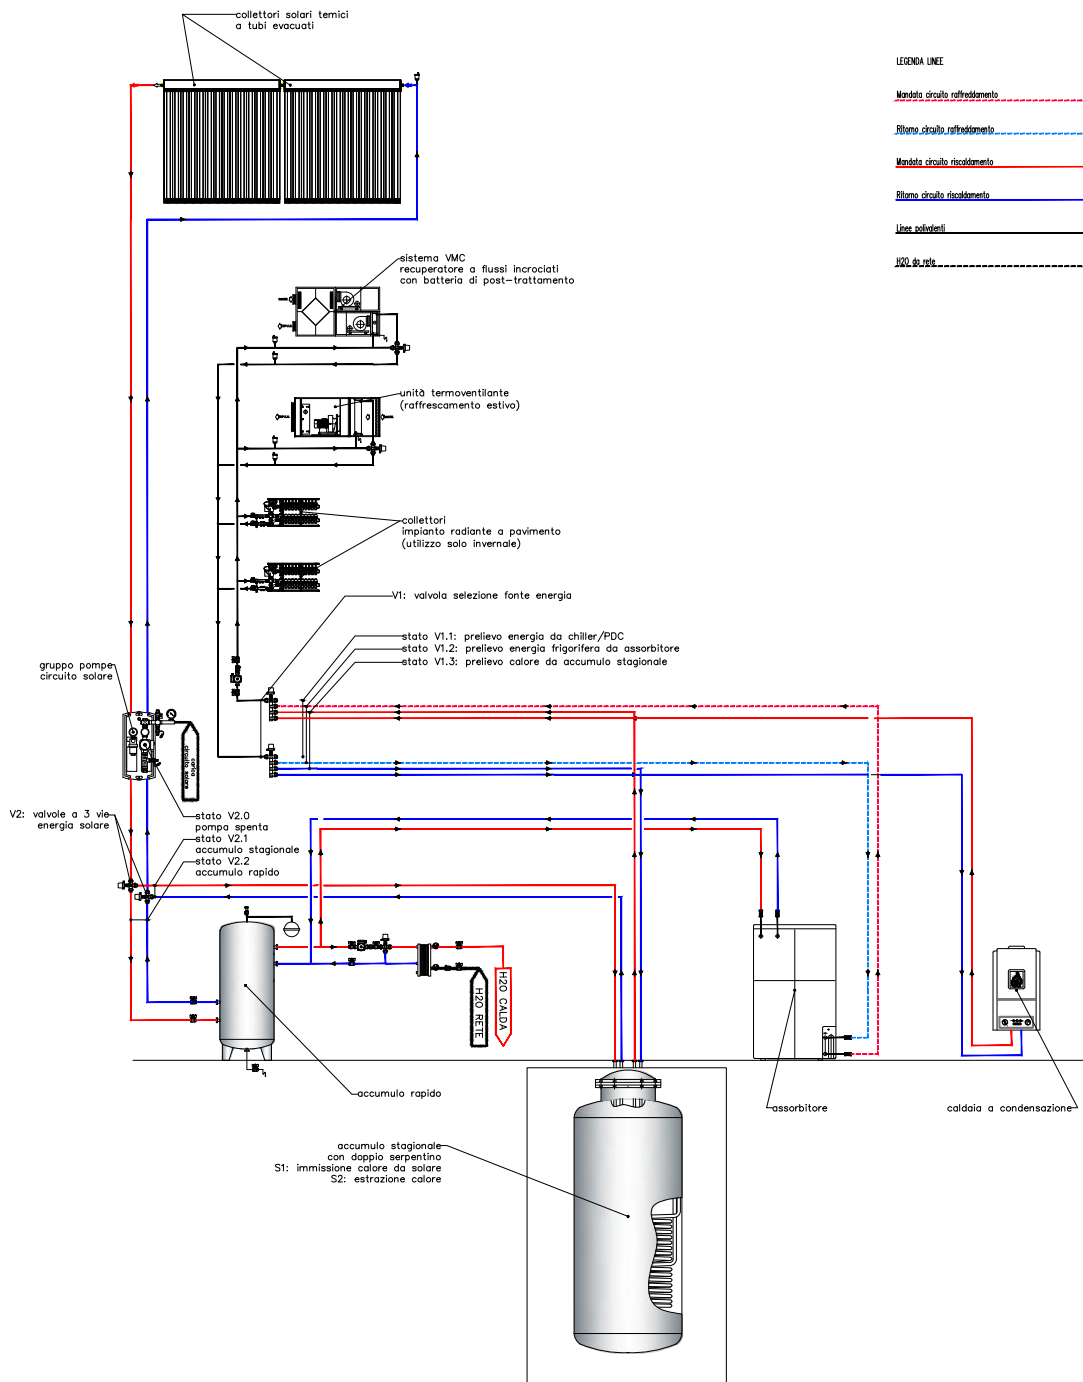 collettori solari temici
a tubi evacuati
LEGENDA LINEE
Mandata circuito raffreddamento
Ritorno circuito raffreddamento
Mandata circuito riscaldamento
Ritorno circuito riscaldamento
Linee polivalenti
H2O da rete
sistema VMC
recuperatore a flussi incrociati
con batteria di post-trattamento
unità termoventilante
(raffrescamento estivo)
collettori
impianto radiante a pavimento
(utilizzo solo invernale)
V1: valvola selezione fonte energia
stato V1.1: prelievo energia da chiller/PDC
stato V1.2: prelievo energia frigorifera da assorbitore
stato V1.3: prelievo calore da accumulo stagionale
gruppo pompe
circuito solare
carica
circuito solare
V2: valvole a 3 vie
energia solare
stato V2.0
pompa spenta
stato V2.1
accumulo stagionale
stato V2.2
accumulo rapido
H2O RETE
H2O CALDA
accumulo rapido
assorbitore
caldaia a condensazione
accumulo stagionale
con doppio serpentino
S1: immissione calore da solare
S2: estrazione calore